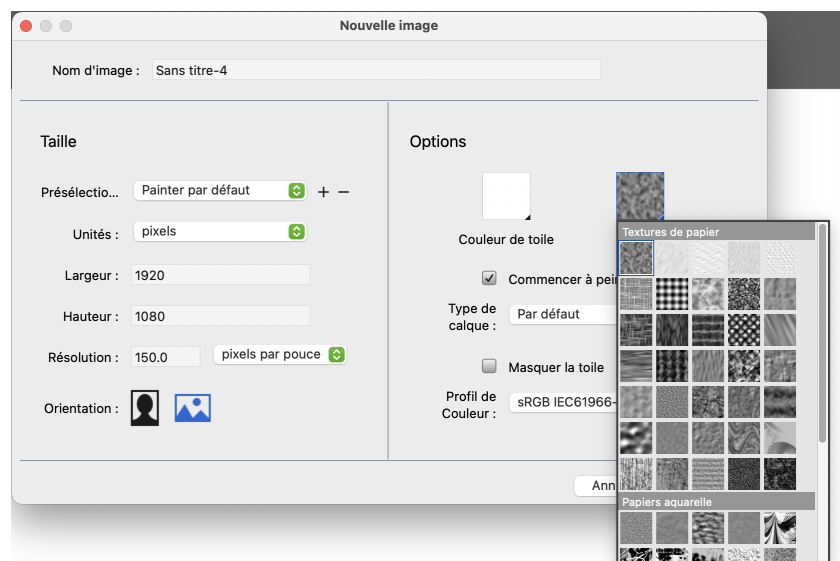 Nouvelle image
Nom d'image :
Sans titre-4
Taille
Présélectio...
Painter par défaut
Unités :
pixels
Largeur :
1920
Hauteur :
1080
Résolution :
150.0
pixels par pouce
Orientation :
Options
Couleur de toile
Commencer à pei
Type de
calque :
Par défaut
Masquer la toile
Profil de
Couleur :
sRGB IEC61966-
Ann
Textures de papier
Papiers aquarelle